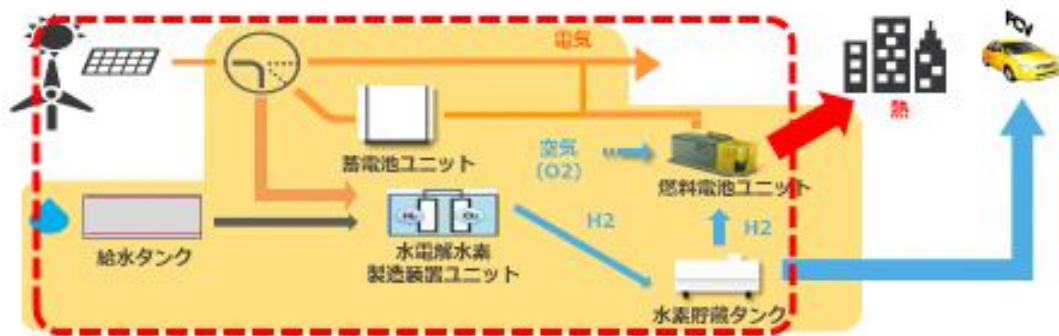 FCV
電気
熱
蓄電池ユニット
空気
(O2)
燃料電池ユニット
給水タンク
H₂
O₂
水電解水素
製造装置ユニット
H2
H2
水素貯蔵タンク